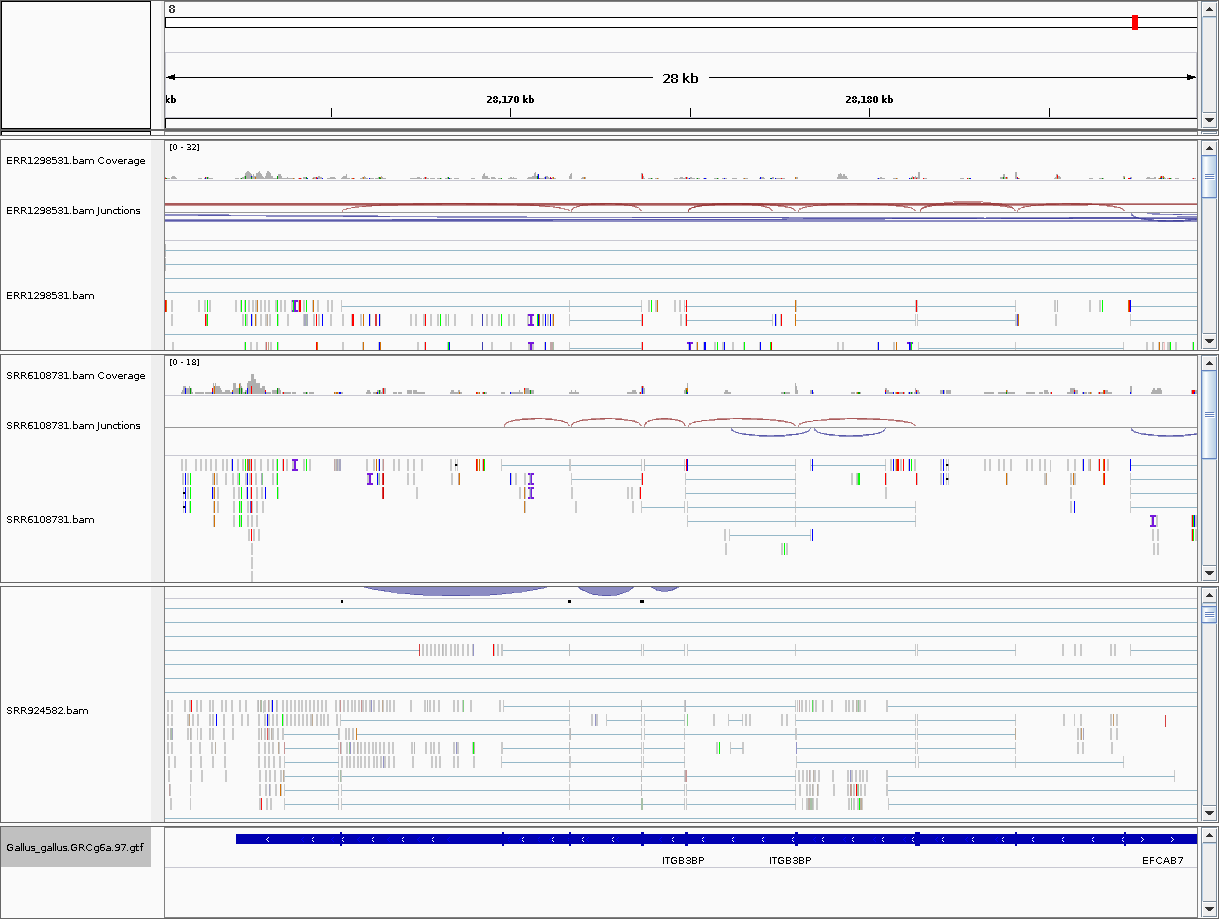 8
28 kb
kb
28,170 kb
28,180 kb
[0 - 32]
ERR1298531.bam Coverage
ERR1298531.bam Junctions
ERR1298531.bam
[0 - 18]
SRR6108731.bam Coverage
SRR6108731.bam Junctions
SRR6108731.bam
SRR924582.bam
Gallus_gallus.GRCg6a.97.gtf
ITGB3BP
ITGB3BP
EFCAB7